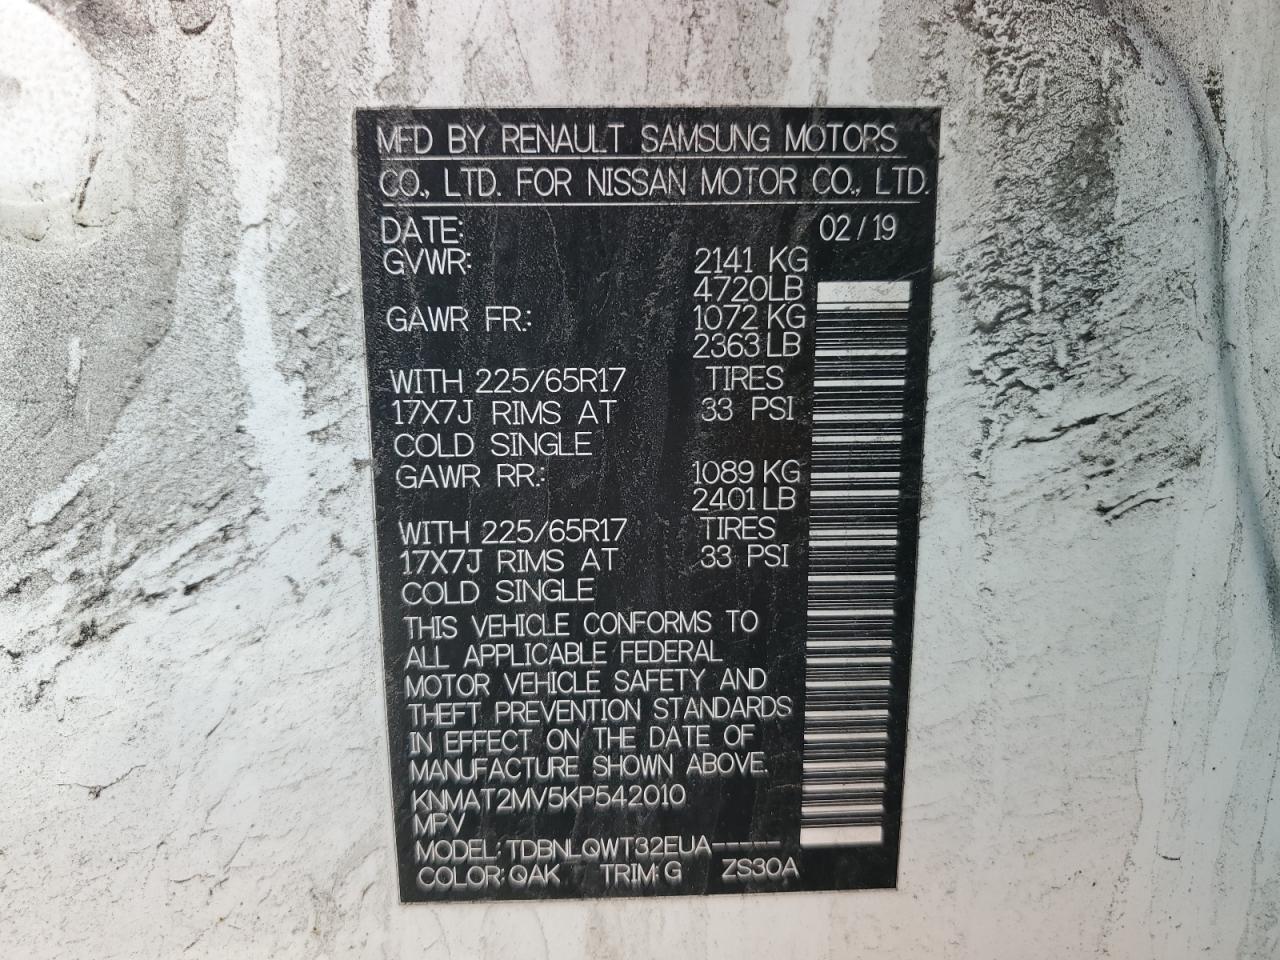 MFD BY RENAULT SAMSUNG MOTORS
CO., LTD. FOR NISSAN MOTOR CO., LTD.
DATE: 02/19
GVWR: 2141 KG
4720LB
GAWR FR.: 1072 KG
2363 LB
WITH 225/65R17 TIRES
17X7J RIMS AT 33 PSI
COLD SINGLE
GAWR RR.: 1089 KG
2401 LB
WITH 225/65R17 TIRES
17X7J RIMS AT 33 PSI
COLD SINGLE
THIS VEHICLE CONFORMS TO
ALL APPLICABLE FEDERAL
MOTOR VEHICLE SAFETY AND
THEFT PREVENTION STANDARDS
IN EFFECT ON THE DATE OF
MANUFACTURE SHOWN ABOVE.
KNMAT2MV5KP542010
MPV
MODEL: TDBNLQWT32EUA-----
COLOR: QAK TRIM: G ZS30A